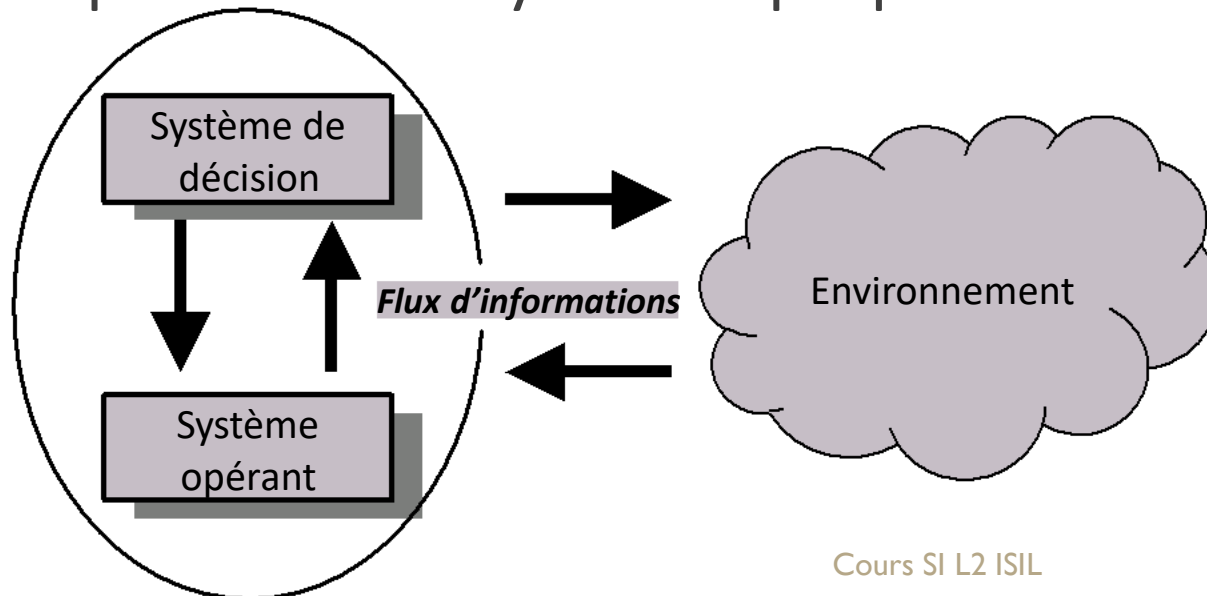 Système de
décision
Flux d'informations
Environnement
Système
opérant
Cours SI L2 ISIL